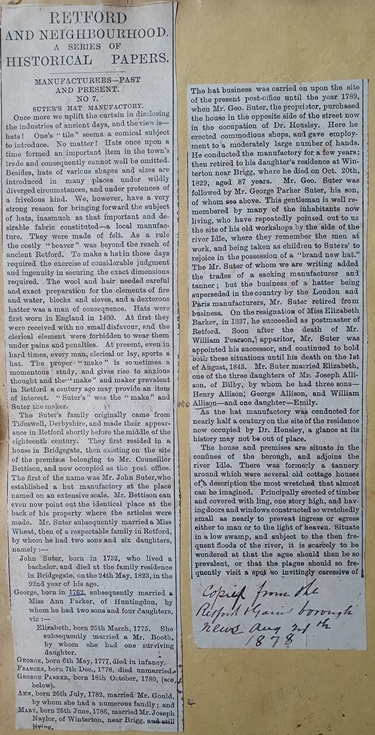 RETFORD
AND NEIGHBOURHOOD.
A SERIES OF
HISTORICAL PAPERS.
MANUFACTURERS—PAST
AND PRESENT.
NO 7.
SUTER'S HAT MANUFACTORY.
Once more we uplift the curtain in disclosing
the industries of ancient days, and the view is—
hats! One's "tile" seems a comical subject
to introduce. No matter! Hats once upon a
time formed an important item in the town's
trade and consequently cannot well be omitted.
Besides, hats of various shapes and sizes are
introduced in many places under wildly
diverged circumstances, and under pretences of
a frivolous kind. We, however, have a very
strong reason for bringing forward the subject
of hats, inasmuch as that important and de-
sirable fabric constituted—a local manufac-
ture. They were made of felt. As a rule
the costly "beaver" was beyond the reach of
ancient Retford. To make a hat in those days
required the exercise of considerable judgment
and ingenuity in securing the exact dimensions
required. The wool and hair needed careful
and exact preparation for the elements of fire
and water, blocks and sieves, and a dexterous
batter was a man of consequence. Hats were
first worn in England in 1400. At first they
were received with no small disfavour, and the
clerical element were forbidden to wear them
under pains and penalties. At present, even in
hard times, every man, clerical or lay, sports a
hat. The proper "make" is sometimes a
momentous study, and gives rise to anxious
thought and the "make" and maker prevalent
in Retford a century ago may provide an item
of interest. "Suter's" was the "make" and
Suter the maker.
The Suter family originally came from
Tideswell, Derbyshire, and made their appear-
ance in Retford shortly before the middle of the
eighteenth century. They first resided in a
house in Bridgegate, then existing on the site
of the premises belonging to Mr. Councillor
Bettison, and now occupied as the post office.
The first of the name was Mr. John Suter, who
established a hat manufactory at the place
named on an extensive scale. Mr. Bettison can
even now point out the identical place at the
back of his property where the articles were
made. Mr. Suter subsequently married a Miss
Wheat, then of a respectable family in Retford,
by whom he had two sons and six daughters,
namely:—
John Suter, born in 1752, who lived a
bachelor, and died at the family residence
in Bridgegate, on the 24th May, 1823, in the
92nd year of his age.
George, born in 1762, subsequently married a
Miss Ann Parker, of Huntington, by
whom he had two sons and four daughters,
viz:—
Elizabeth, born 25th March, 1775. She
subsequently married a Mr. Booth,
by whom she had one surviving
daughter.
GEORGE, born 6th May, 1777, died in infancy.
FRANCES, born 7th Dec., 1778, died unmarried.
GEORGE PARKER, born 18th October, 1780, (see
below).
ANN, born 26th July, 1782, married Mr. Gould,
by whom she had a numerous family; and
MARY, born 26th June, 1786, married Mr. Joseph
Naylor, of Winterton, near Brigg, and still
living.
The hat business was carried on upon the site
of the present post-office until the year 1789,
when Mr. Geo. Suter, the proprietor, purchased
the house in the opposite side of the street now
in the occupation of Dr. Housley. Here he
erected commodious shops, and gave employ-
ment to a moderately large number of hands.
He conducted the manufactory for a few years;
then retired to his daughter's residence at Win-
terton near Brigg, where he died on Oct. 20th,
1829, aged 87 years. Mr. Geo. Suter was
followed by Mr. George Parker Suter, his son,
of whom see above. This gentleman is well re-
membered by many of the inhabitants now
living, who have repeatedly pointed out to us
the site of his old workshops by the side of the
river Idle, where they remember the men at
work, and being taken as children to Suters' to
rejoice in the possession of a "brand new hat."
The Mr. Suter of whom we are writing added
the trades of a sacking manufacturer and
tanner; but the business of a hatter being
superseded in the country by the London and
Paris manufacturers, Mr. Suter retired from
business. On the resignation of Miss Elizabeth
Barker, in 1837, he succeeded as postmaster of
Retford. Soon after the death of Mr.
William Pearson, apparitor, Mr. Suter was
appointed his successor, and continued to hold
both these situations until his death on the 1st
of August, 1843. Mr. Suter married Elizabeth,
one of the three daughters of Mr. Joseph Alli-
son, of Bilby, by whom he had three sons—
Henry Allison; George Allison, and William
Allison—and one daughter—Emily.
As the hat manufactory was conducted for
nearly half a century on the site of the residence
now occupied by Dr. Housley, a glance at its
history may not be out of place.
The house and premises are situate in the
confines of the borough, and adjoins the
river Idle. There was formerly a tannery
around which were several old cottage houses
of a description the most wretched that almost
can be imagined. Principally erected of timber
and covered with ling, one story high, and hav-
ing doors and windows constructed so wretchedly
small as nearly to prevent ingress or egress
either to man or to the light of heaven. Situate
in a low swamp, and subject to the then fre-
quent floods of the river, it is scarcely to be
wondered at that the ague should then be so
prevalent, or that the plague should so fre-
quently visit a spot so invitingly caressive of
Copied from the
Retford & Gainsborough
News Aug 24th
1878